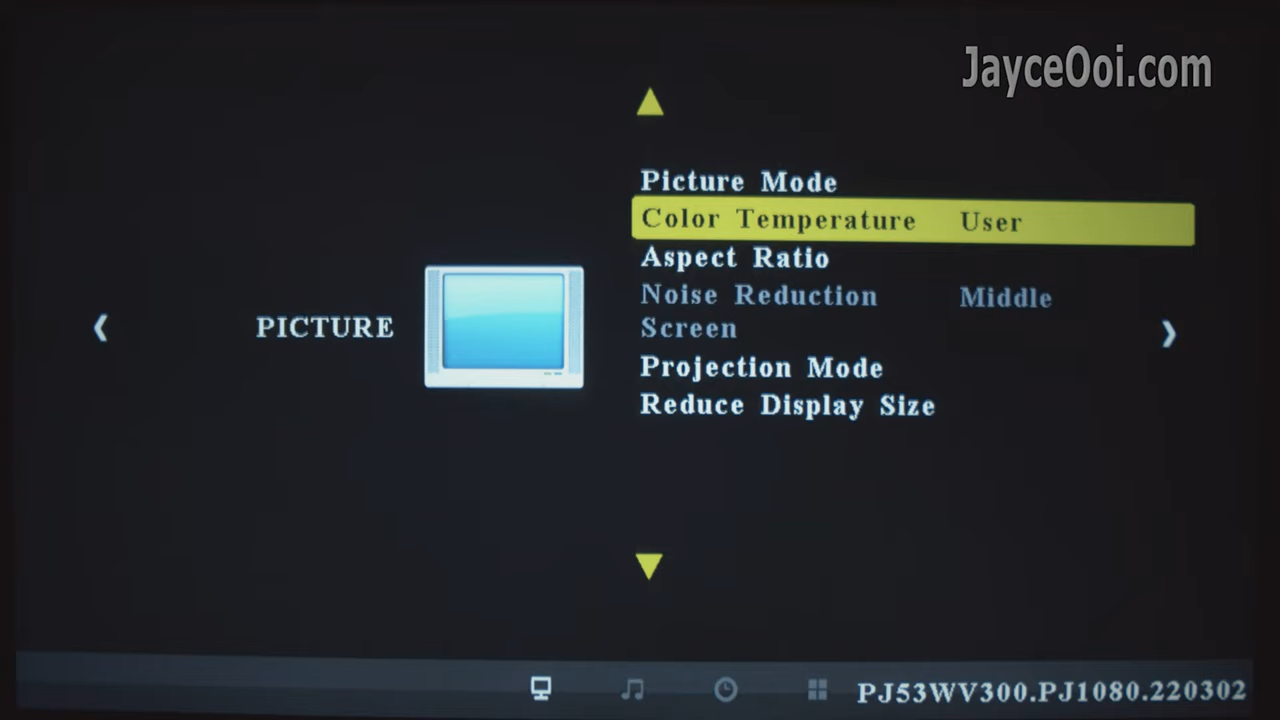 JayceOoi.com
Picture Mode
Color Temperature User
Aspect Ratio
Noise Reduction Middle
Screen
PICTURE
Projection Mode
Reduce Display Size
PJ53WV300.PJ1080.220302